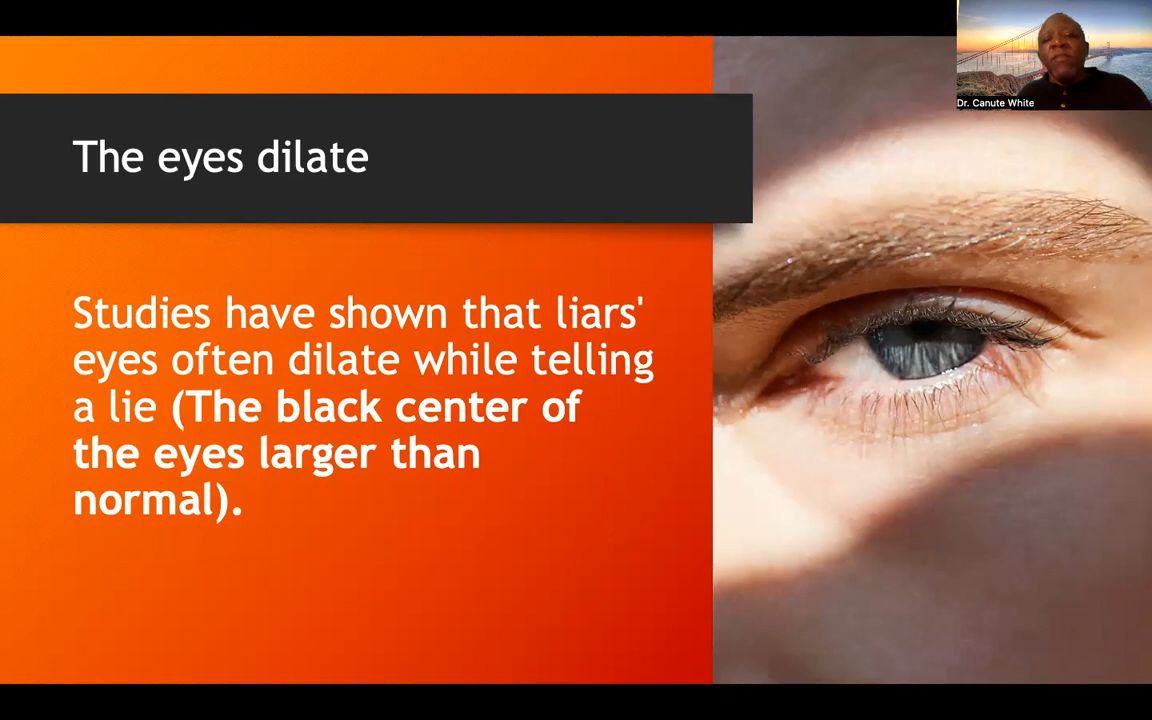 Dr. Canute White
The eyes dilate
Studies have shown that liars'
eyes often dilate while telling
a lie (The black center of
the eyes larger than
normal).